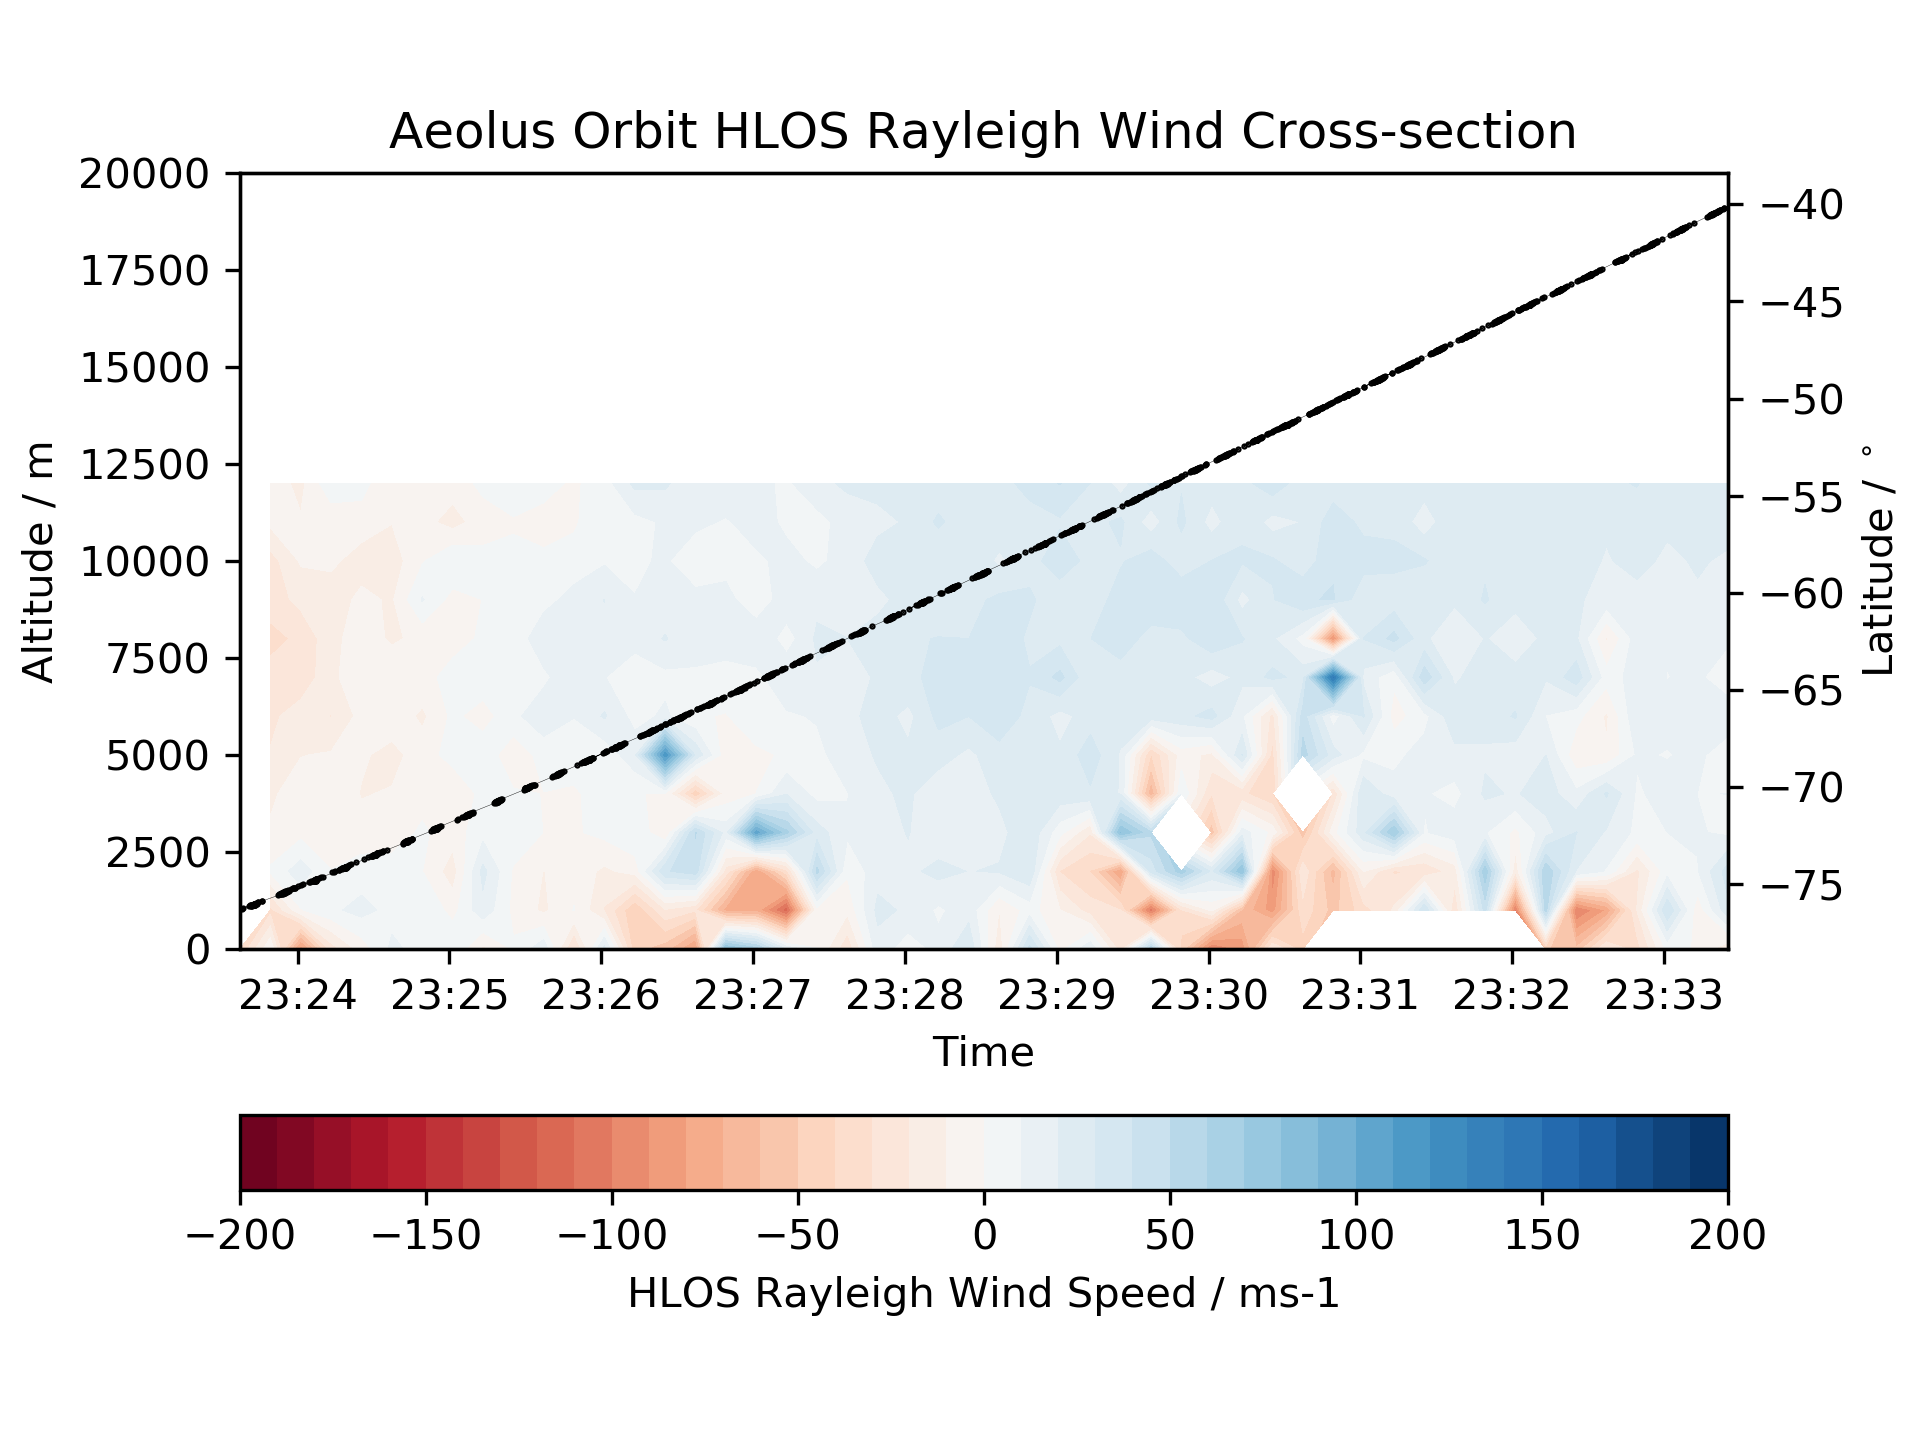 Aeolus Orbit HLOS Rayleigh Wind Cross-section
20000
17500
15000
12500
10000
7500
5000
2500
0
Altitude / m
−40
−45
−50
−55
−60
−65
−70
−75
Latitude / °
23:24 23:25 23:26 23:27 23:28 23:29 23:30 23:31 23:32 23:33
Time
−200 −150 −100 −50 0 50 100 150 200
HLOS Rayleigh Wind Speed / ms-1